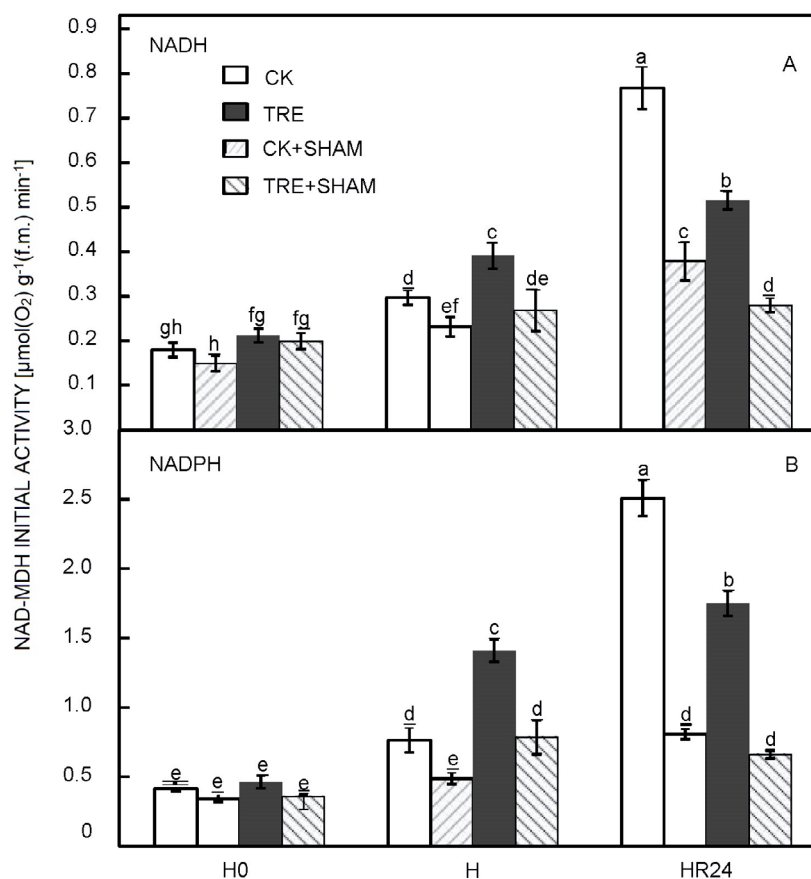 NAD-MDH INITIAL ACTIVITY [µmol(O₂) g⁻¹(f.m.) min⁻¹]
0.9
0.8
0.7
0.6
0.5
0.4
0.3
0.2
0.1
3.0
NADH
A
CK
TRE
CK+SHAM
TRE+SHAM
gh
h
fg
fg
d
ef
c
de
a
c
b
d
2.5
2.0
1.5
1.0
0.5
0
NADPH
B
e
e
e
e
d
e
c
d
a
d
b
d
H0
H
HR24